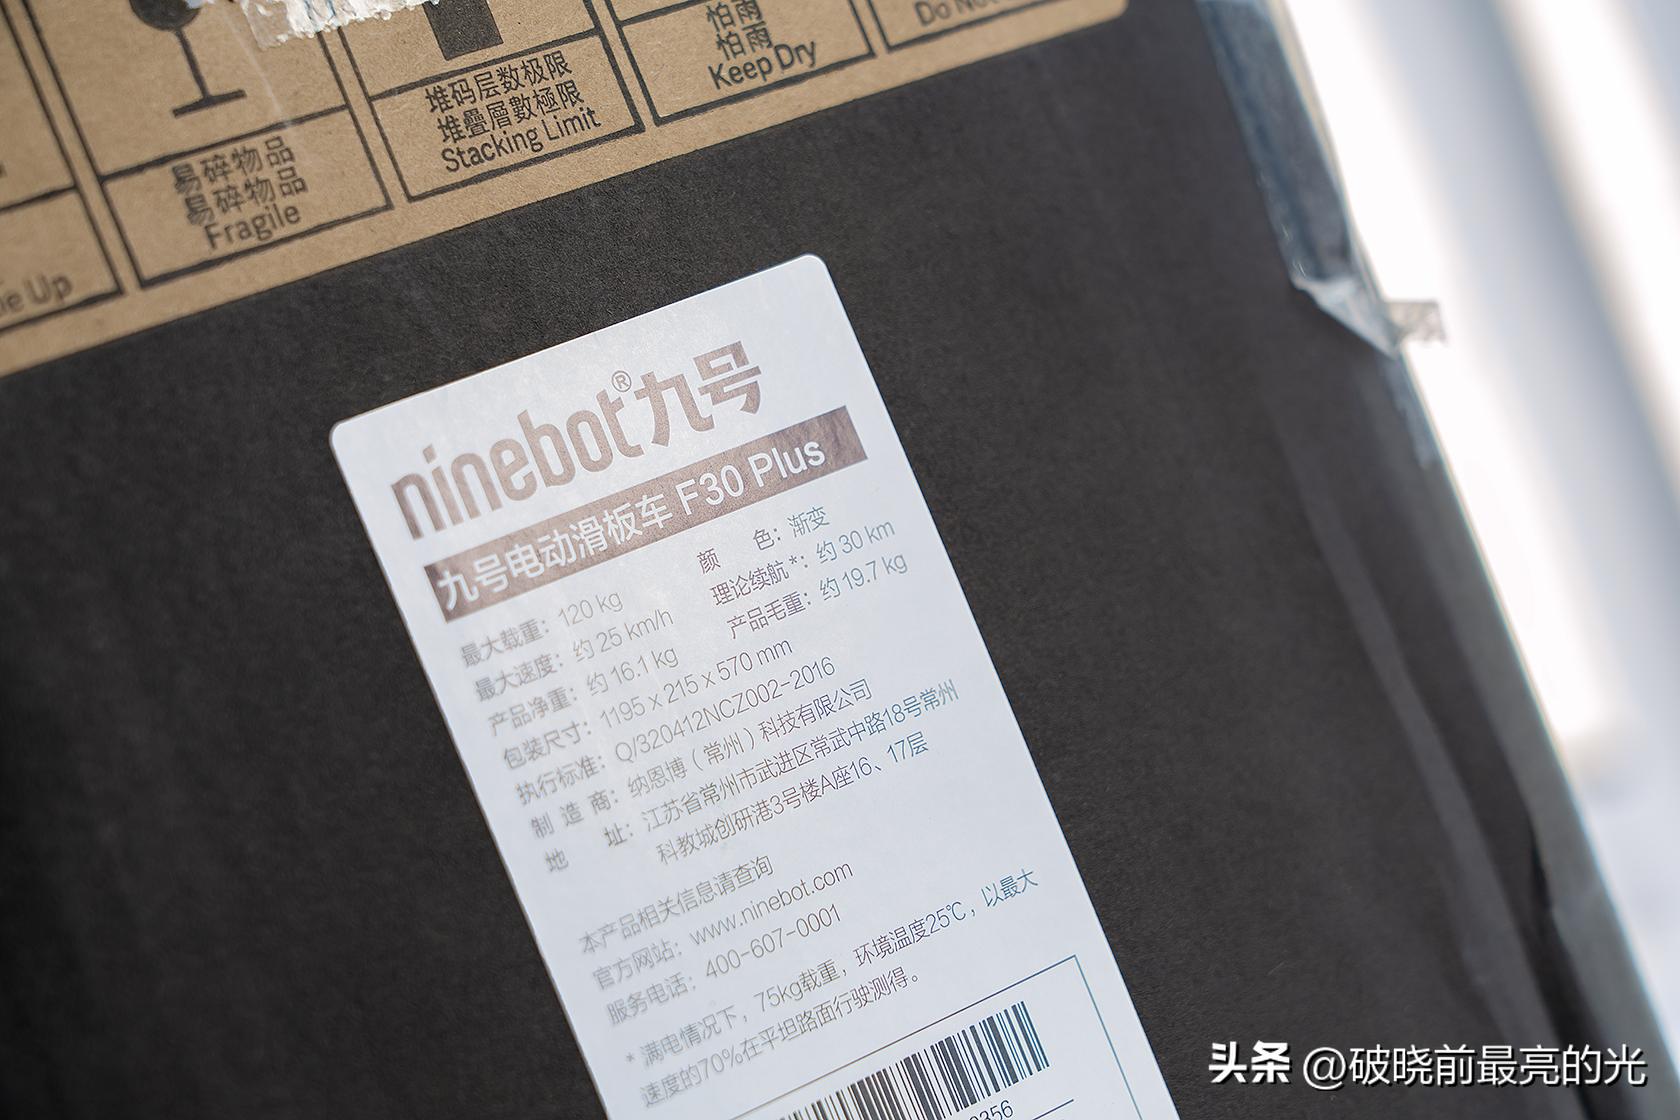 怕雨
怕雨
Keep Dry
堆码层数极限
堆疊層數極限
Stacking Limit
易碎物品
易碎物品
Fragile
Up
ninebot®九号
九号电动滑板车 F30 Plus
颜 色：渐变
最大载重：120 kg 理论续航*：约 30 km
最大速度：约 25 km/h 产品毛重：约 19.7 kg
产品净重：约 16.1 kg
包装尺寸：1195 x 215 x 570 mm
执行标准：Q/320412NCZ002-2016
制 造 商：纳恩博（常州）科技有限公司
地 址：江苏省常州市武进区常武中路18号常州
科教城创研港3号楼A座16、17层
本产品相关信息请查询
官方网站：www.ninebot.com
服务电话：400-607-0001
* 满电情况下，75kg载重，环境温度25℃，以最大
速度的70%在平坦路面行驶测得。
头条 @破晓前最亮的光